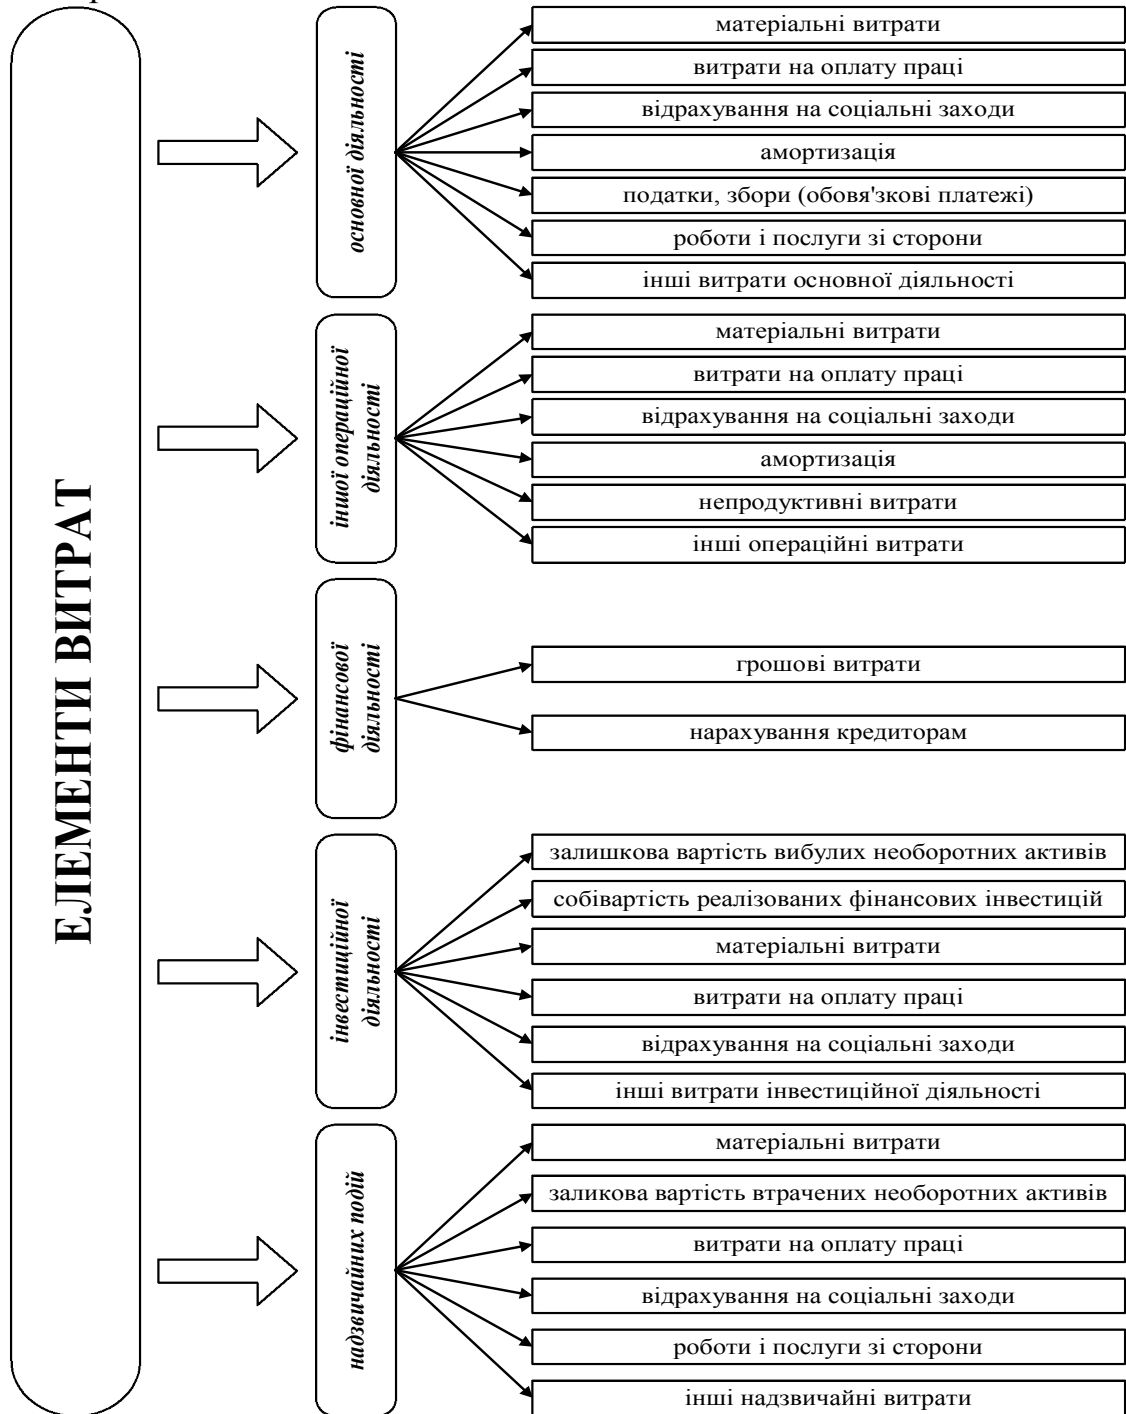 ЕЛЕМЕНТИ ВИТРАТ
основної діяльності
матеріальні витрати
витрати на оплату праці
відрахування на соціальні заходи
амортизація
податки, збори (обовя'зкові платежі)
роботи і послуги зі сторони
інші витрати основної діяльності
іншої операційної
діяльності
матеріальні витрати
витрати на оплату праці
відрахування на соціальні заходи
амортизація
непродуктивні витрати
інші операційні витрати
фінансової
діяльності
грошові витрати
нарахування кредиторам
інвестиційної
діяльності
залишкова вартість вибулих необоротних активів
собівартість реалізованих фінансових інвестицій
матеріальні витрати
витрати на оплату праці
відрахування на соціальні заходи
інші витрати інвестиційної діяльності
надзвичайних подій
матеріальні витрати
заликова вартість втрачених необоротних активів
витрати на оплату праці
відрахування на соціальні заходи
роботи і послуги зі сторони
інші надзвичайні витрати